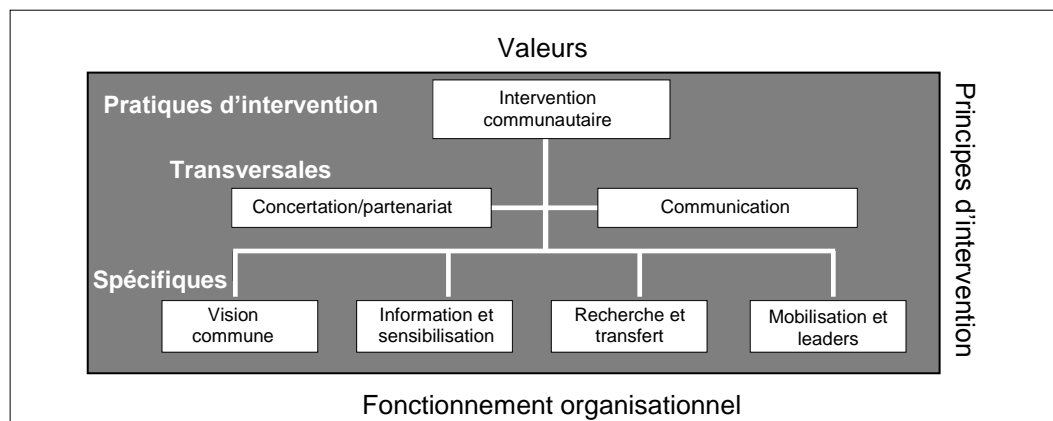 Valeurs
Pratiques d'intervention
Intervention
communautaire
Principes d'intervention
Transversales
Concertation/partenariat
Communication
Spécifiques
Vision
commune
Information et
sensibilisation
Recherche et
transfert
Mobilisation et
leaders
Fonctionnement organisationnel